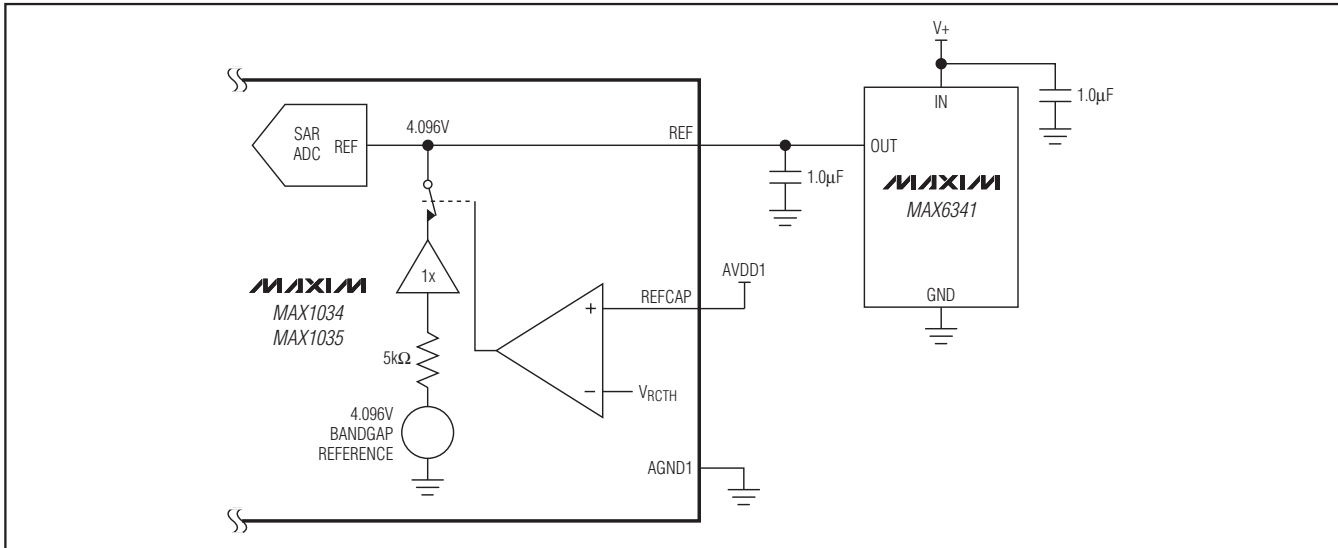 V+
IN
1.0µF
SAR
ADC
REF
4.096V
REF
OUT
1.0µF
MAXIM
MAX6341
GND
1x
MAXIM
MAX1034
MAX1035
AVDD1
REFCAP
+
5kΩ
−
VRCTH
4.096V
BANDGAP
REFERENCE
AGND1